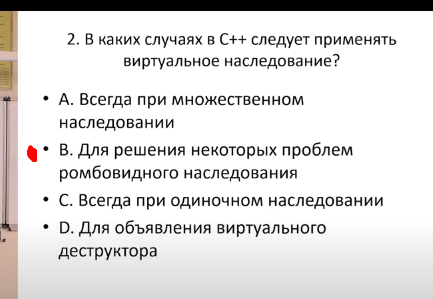 2. В каких случаях в С++ следует применять
виртуальное наследование?
• A. Всегда при множественном
наследовании
• B. Для решения некоторых проблем
ромбовидного наследования
• C. Всегда при одиночном наследовании
• D. Для объявления виртуального
деструктора